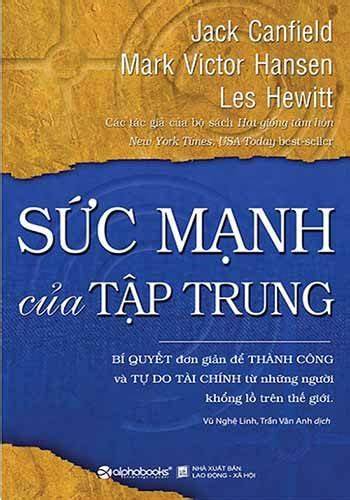 Jack Canfield
Mark Victor Hansen
Les Hewitt
Các tác giả của bộ sách Hạt giống tâm hồn
New York Times, USA Today best-seller
SỨC MẠNH
của TẬP TRUNG
BÍ QUYẾT đơn giản để THÀNH CÔNG
và TỰ DO TÀI CHÍNH từ những người
khổng lồ trên thế giới.
Vũ Nghệ Linh, Trần Vân Anh dịch
alphabooks
NHÀ XUẤT BẢN
LAO ĐỘNG - XÃ HỘI